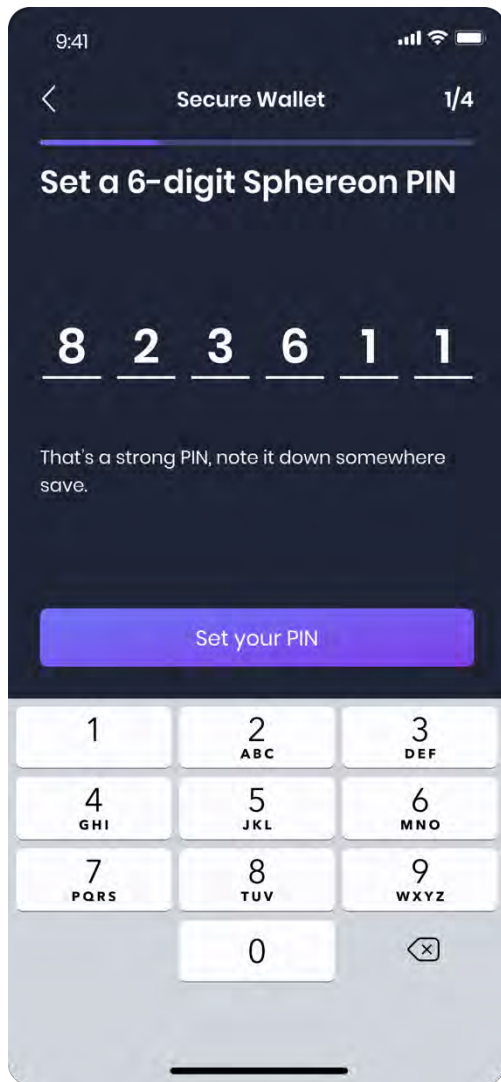 9:41
Secure Wallet 1/4
Set a 6-digit Sphereon PIN
8 2 3 6 1 1
That's a strong PIN, note it down somewhere
save.
Set your PIN
1 2 3
ABC DEF
4 5 6
GHI JKL MNO
7 8 9
PQRS TUV WXYZ
0